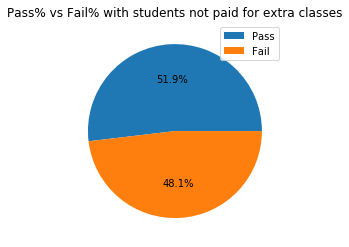 Pass% vs Fail% with students not paid for extra classes
Pass
Fail
51.9%
48.1%